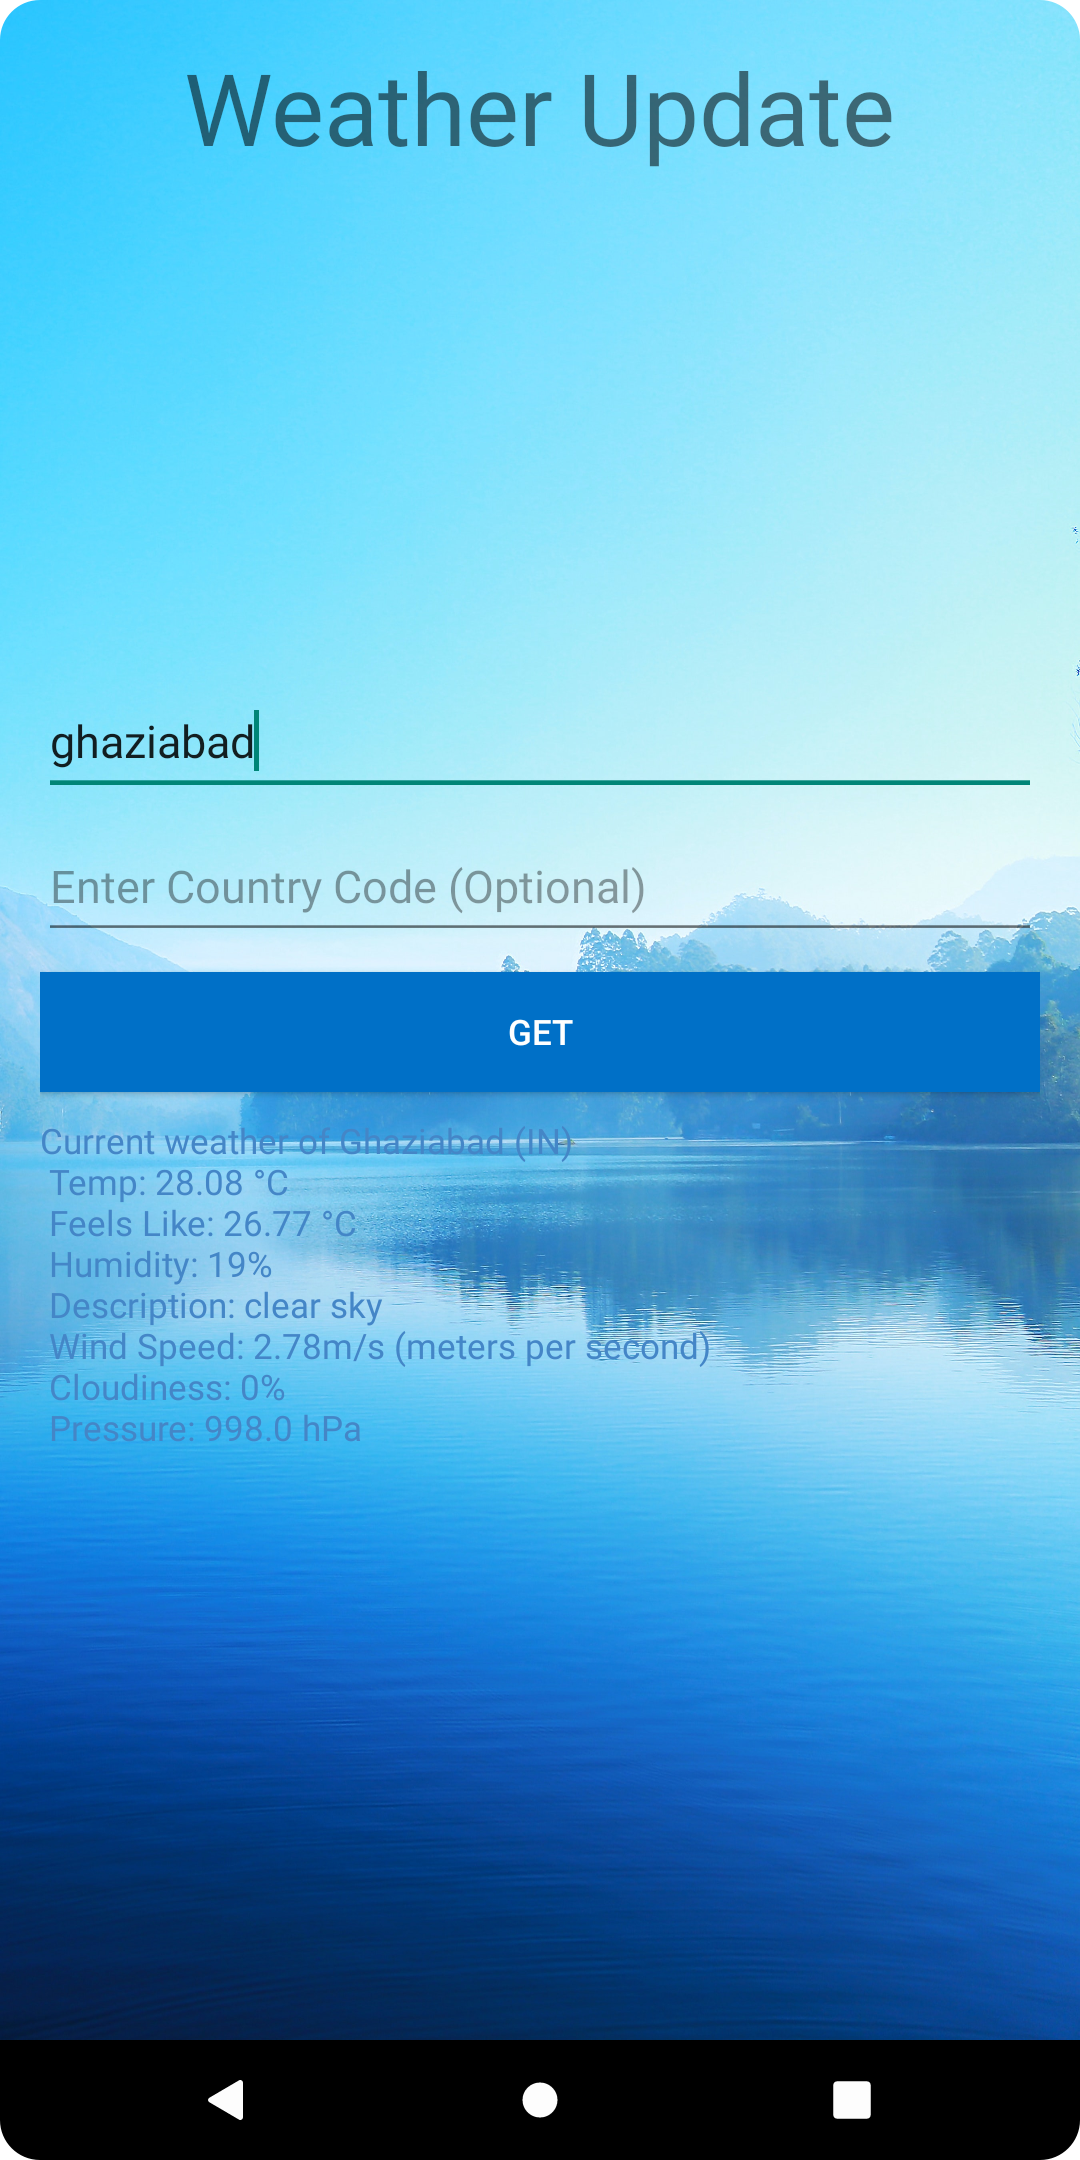 Weather Update
ghaziabad
Enter Country Code (Optional)
GET
Current weather of Ghaziabad (IN)
Temp: 28.08 °C
Feels Like: 26.77 °C
Humidity: 19%
Description: clear sky
Wind Speed: 2.78m/s (meters per second)
Cloudiness: 0%
Pressure: 998.0 hPa